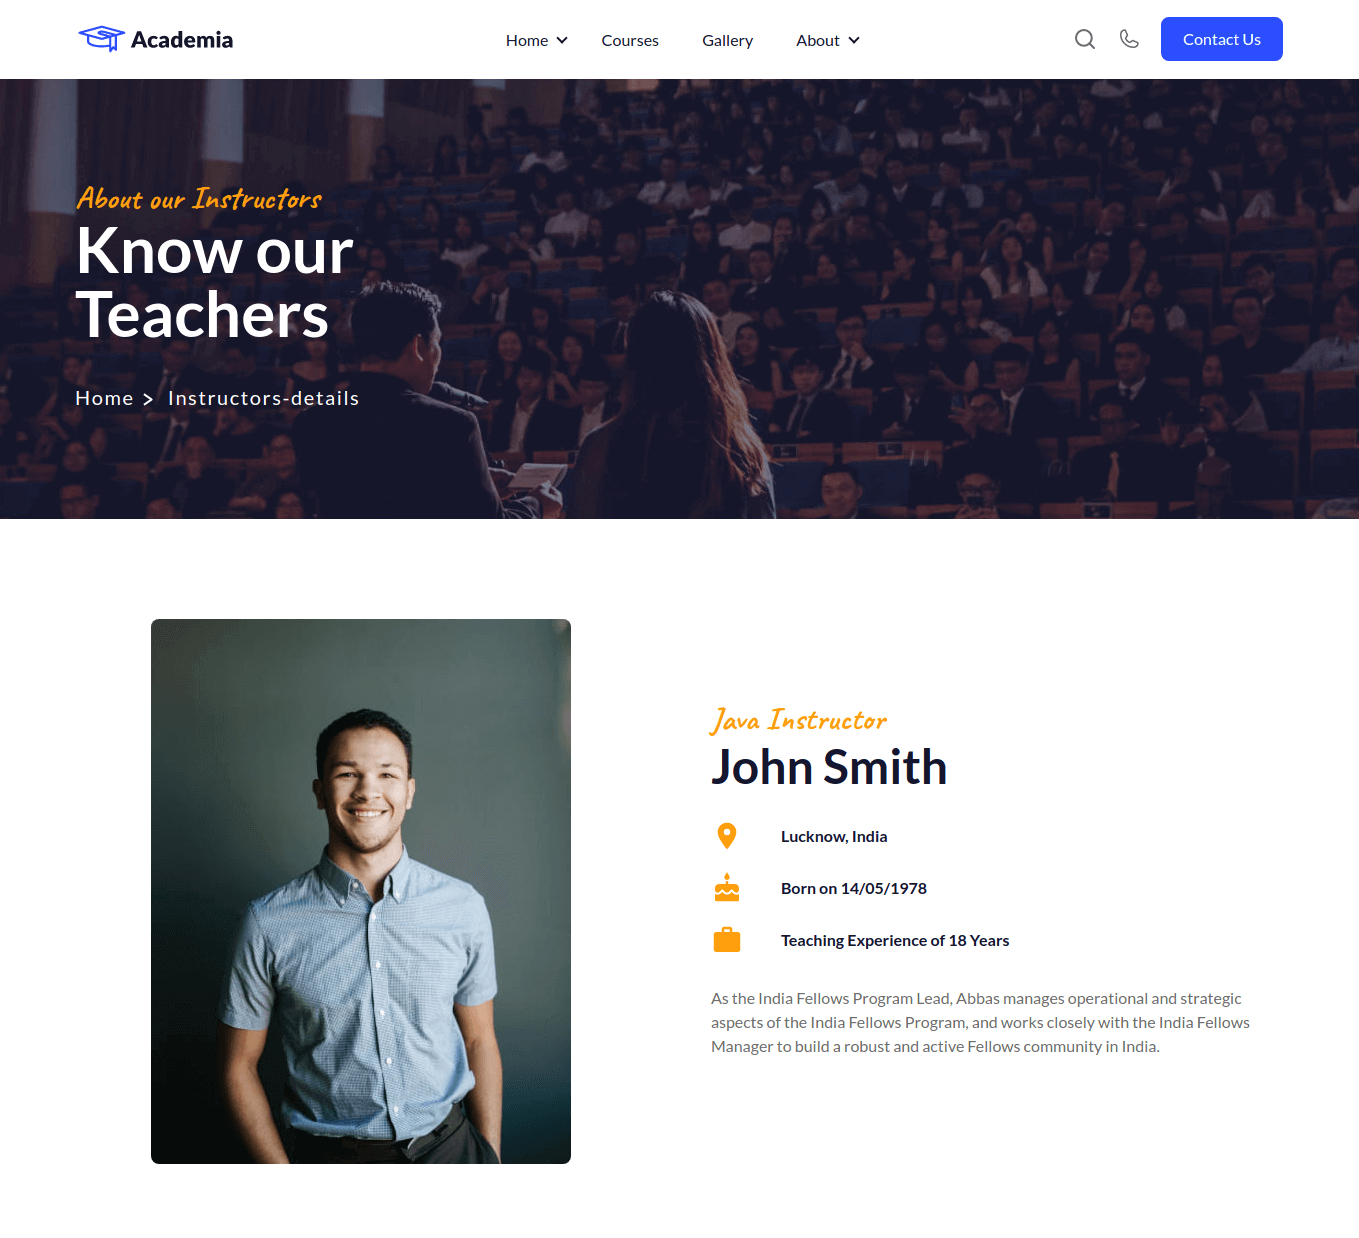 Academia
Home
Courses
Gallery
About
Contact Us
About our Instructors
Know our
Teachers
Home > Instructors-details
Java Instructor
John Smith
Lucknow, India
Born on 14/05/1978
Teaching Experience of 18 Years
As the India Fellows Program Lead, Abbas manages operational and strategic
aspects of the India Fellows Program, and works closely with the India Fellows
Manager to build a robust and active Fellows community in India.